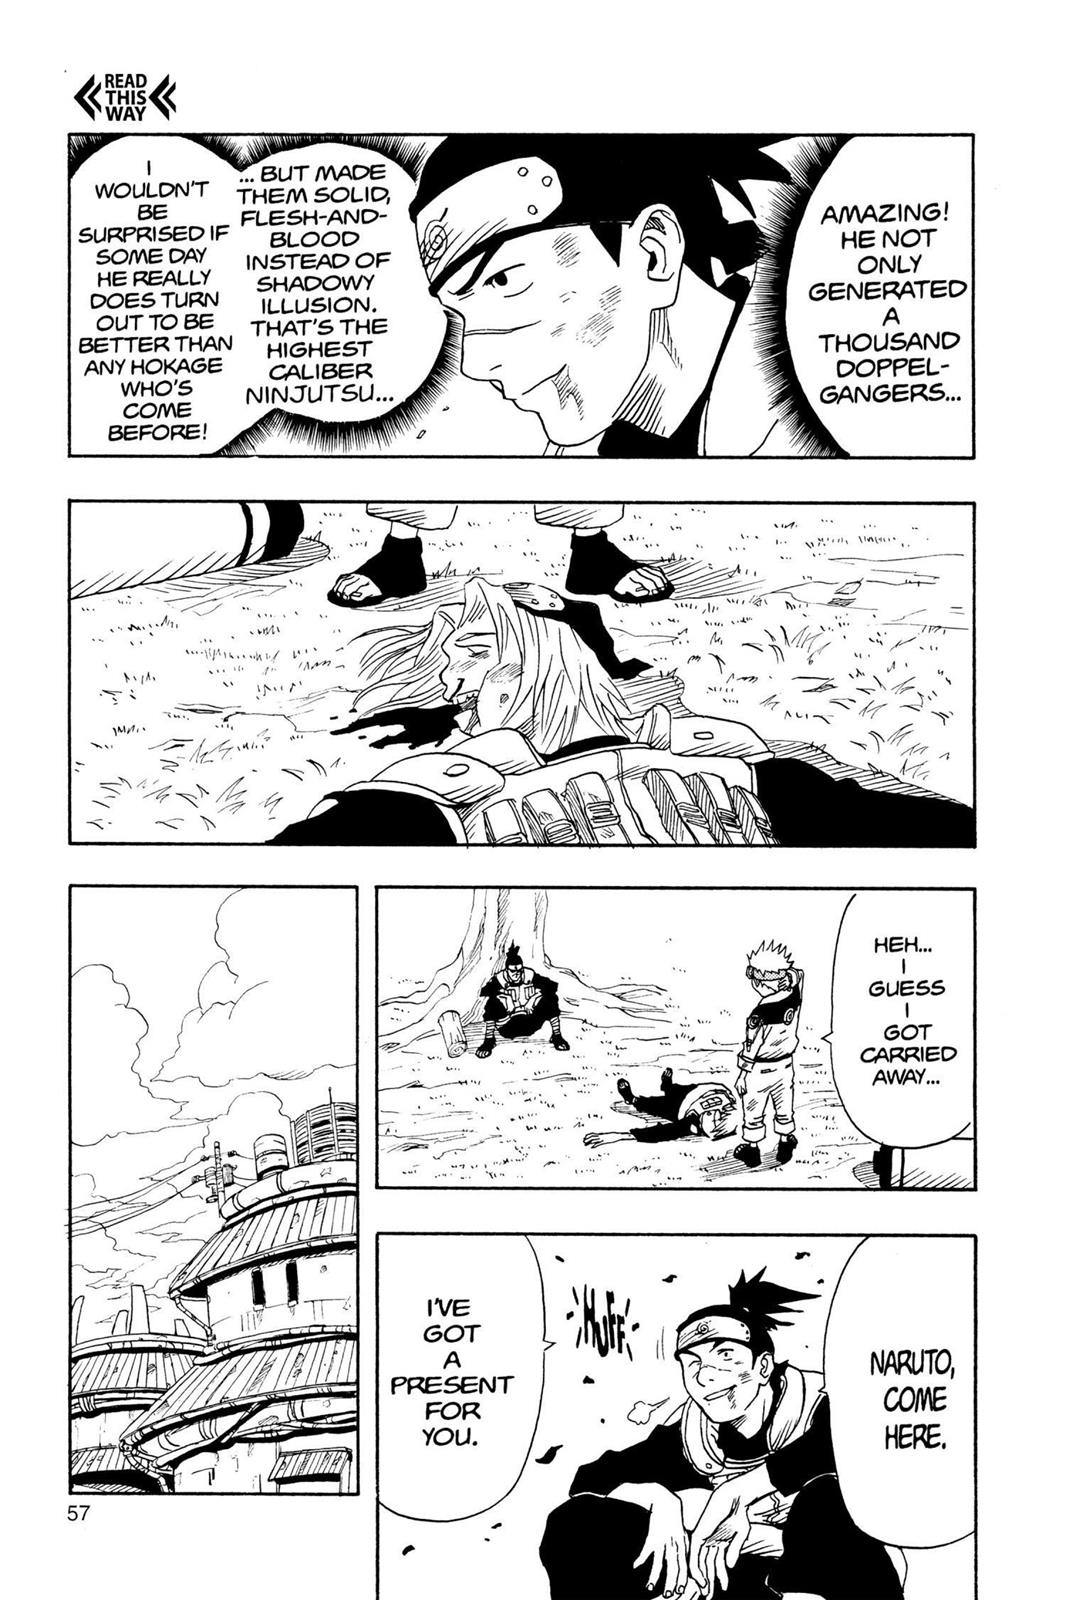 READ
THIS
WAY
AMAZING!
HE NOT
ONLY
GENERATED
A
THOUSAND
DOPPEL-
GANGERS...
... BUT MADE
THEM SOLID,
FLESH-AND-
BLOOD
INSTEAD OF
SHADOWY
ILLUSION.
THAT'S THE
HIGHEST
CALIBER
NINJUTSU...
I
WOULDN'T
BE
SURPRISED IF
SOME DAY
HE REALLY
DOES TURN
OUT TO BE
BETTER THAN
ANY HOKAGE
WHO'S
COME
BEFORE!
HEH...
I
GUESS
I
GOT
CARRIED
AWAY...
NARUTO,
COME
HERE.
HUFF
I'VE
GOT
A
PRESENT
FOR
YOU.
57